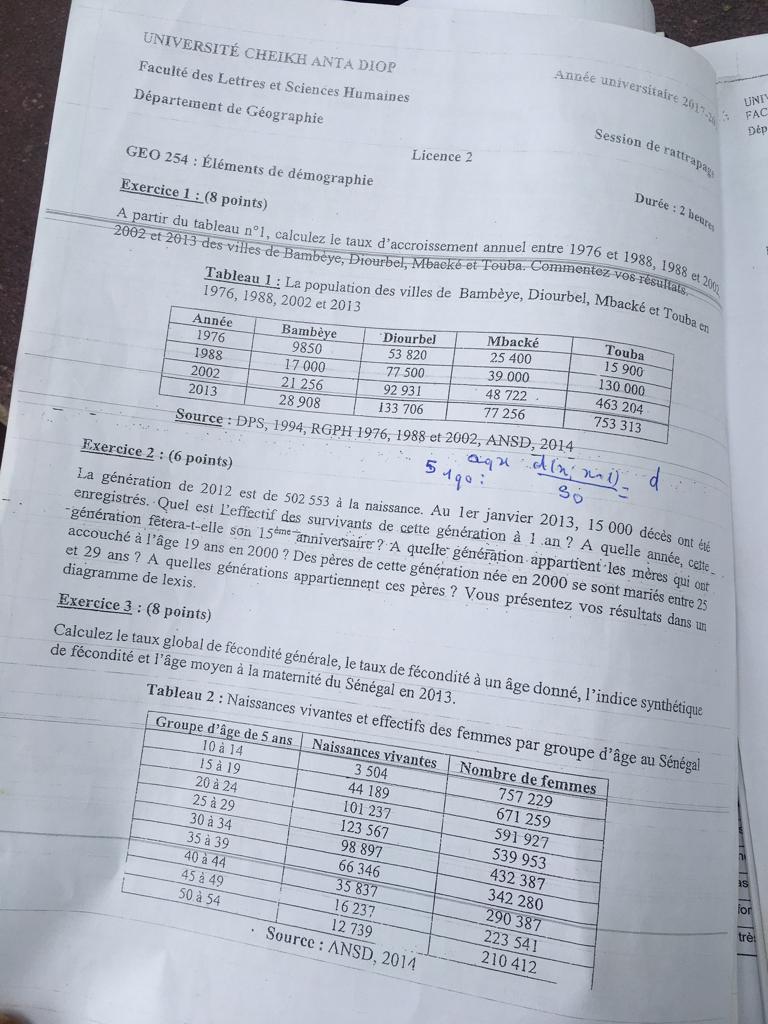 UNIVERSITÉ CHEIKH ANTA DIOP
Année universitaire 2017-20
Faculté des Lettres et Sciences Humaines
Département de Géographie
Session de rattrapage
Licence 2
GEO 254 : Éléments de démographie
Durée : 2 heures
Exercice 1 : (8 points)
A partir du tableau n°1, calculez le taux d'accroissement annuel entre 1976 et 1988, 1988 et 2002
2002 et 2013 des villes de Bambèye, Diourbel, Mbacké et Touba. Commentez vos résultats.
Tableau 1 : La population des villes de Bambèye, Diourbel, Mbacké et Touba en
1976, 1988, 2002 et 2013
Année Bambèye Diourbel Mbacké Touba
1976 9850 53 820 25 400 15 900
1988 17 000 77 500 39 000 130 000
2002 21 256 92 931 48 722 463 204
2013 28 908 133 706 77 256 753 313
Source : DPS, 1994, RGPH 1976, 1988 et 2002, ANSD, 2014
Exercice 2 : (6 points)
La génération de 2012 est de 502 553 à la naissance. Au 1er janvier 2013, 15 000 décès ont été
enregistrés. Quel est L'effectif des survivants de cette génération à 1 an ? A quelle année, cette
génération fêtera-t-elle son 15ème anniversaire ? A quelle génération appartient les mères qui ont
accouché à l'âge 19 ans en 2000 ? Des pères de cette génération née en 2000 se sont mariés entre 25
et 29 ans ? A quelles générations appartiennent ces pères ? Vous présentez vos résultats dans un
diagramme de lexis.
Exercice 3 : (8 points)
Calculez le taux global de fécondité générale, le taux de fécondité à un âge donné, l'indice synthétique
de fécondité et l'âge moyen à la maternité du Sénégal en 2013.
Tableau 2 : Naissances vivantes et effectifs des femmes par groupe d'âge au Sénégal
Groupe d'âge de 5 ans Naissances vivantes Nombre de femmes
10 à 14 3 504 757 229
15 à 19 44 189 671 259
20 à 24 101 237 591 927
25 à 29 123 567 539 953
30 à 34 98 897 432 387
35 à 39 66 346 342 280
40 à 44 35 837 290 387
45 à 49 16 237 223 541
50 à 54 12 739 210 412
Source : ANSD, 2014
UNIV
FAC
Dép